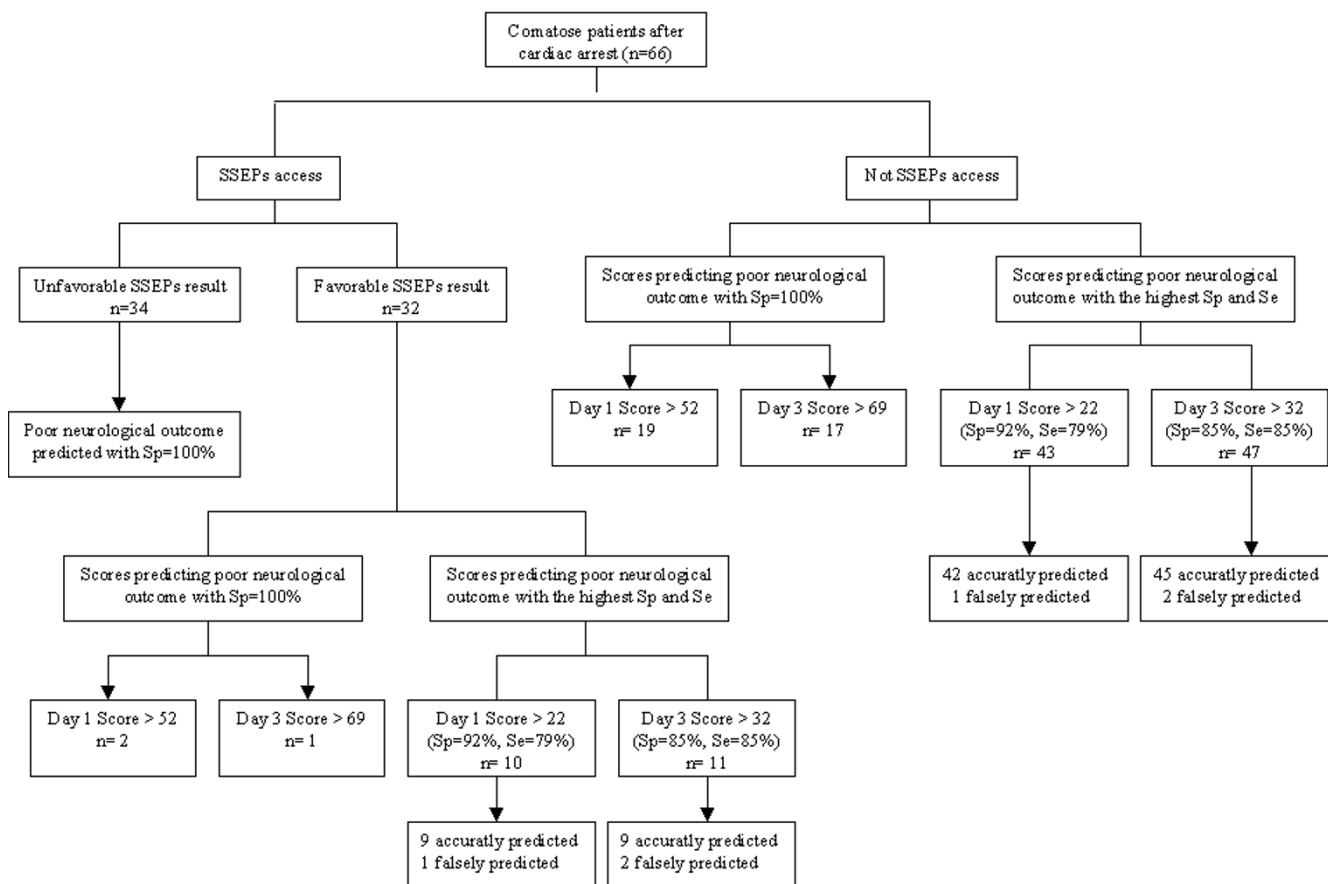 Comatose patients after
cardiac arrest (n=66)
SSEPs access
Not SSEPs access
Unfavorable SSEPs result
n=34
Favorable SSEPs result
n=32
Scores predicting poor neurological
outcome with Sp=100%
Scores predicting poor neurological
outcome with the highest Sp and Se
Poor neurological outcome
predicted with Sp=100%
Day 1 Score > 52
n= 19
Day 3 Score > 69
n= 17
Day 1 Score > 22
(Sp=92%, Se=79%)
n= 43
Day 3 Score > 32
(Sp=85%, Se=85%)
n= 47
42 accuratly predicted
1 falsely predicted
45 accuratly predicted
2 falsely predicted
Scores predicting poor neurological
outcome with Sp=100%
Scores predicting poor neurological
outcome with the highest Sp and Se
Day 1 Score > 52
n= 2
Day 3 Score > 69
n= 1
Day 1 Score > 22
(Sp=92%, Se=79%)
n= 10
Day 3 Score > 32
(Sp=85%, Se=85%)
n= 11
9 accuratly predicted
1 falsely predicted
9 accuratly predicted
2 falsely predicted